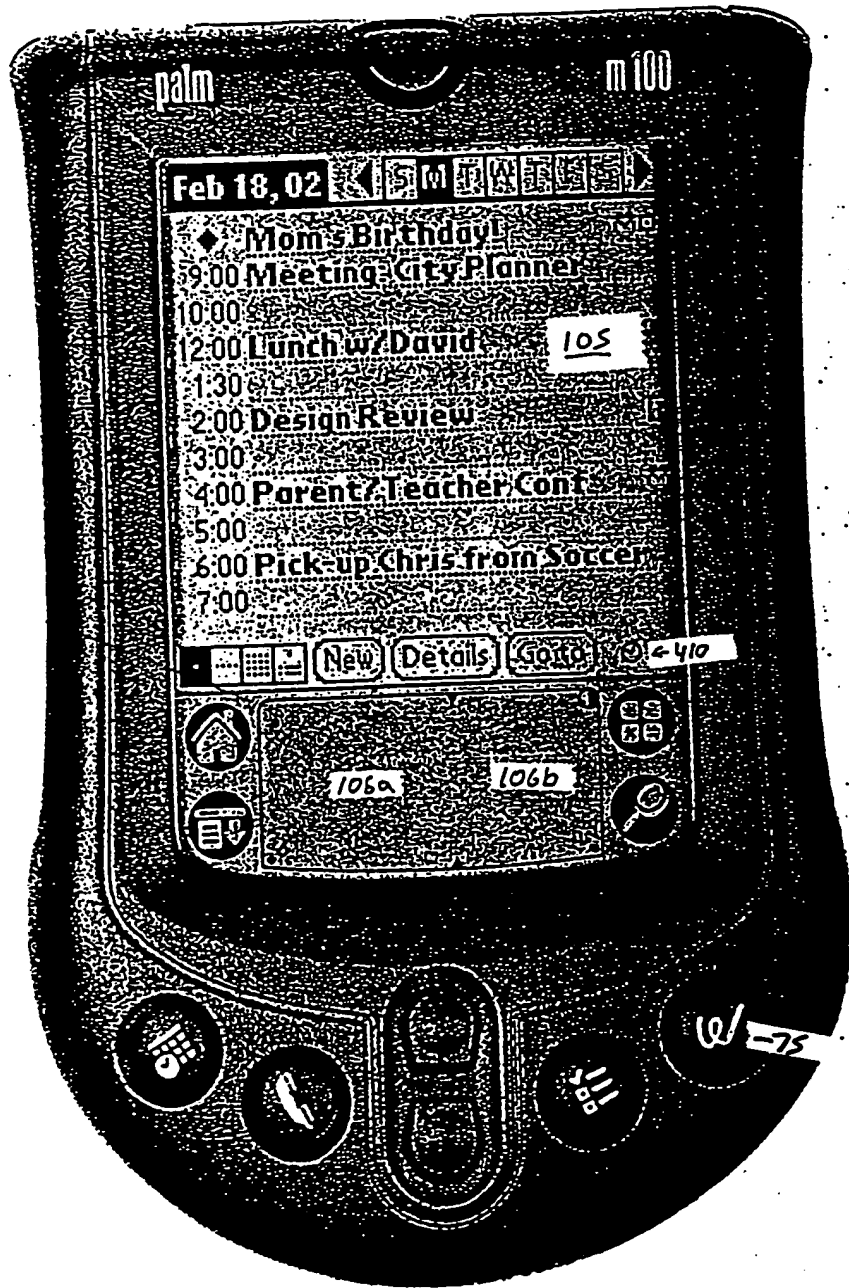 palm m100
Feb 18, 02 S M T W T F S
Mom's Birthday!
9:00 Meeting-City Planner
10:00
12:00 Lunch w/David 105
1:30
2:00 Design Review
3:00
4:00 Parent/Teacher Conf
5:00
6:00 Pick-up Chris from Soccer
7:00
New Details Go to ←410
1
106a 106b
-75